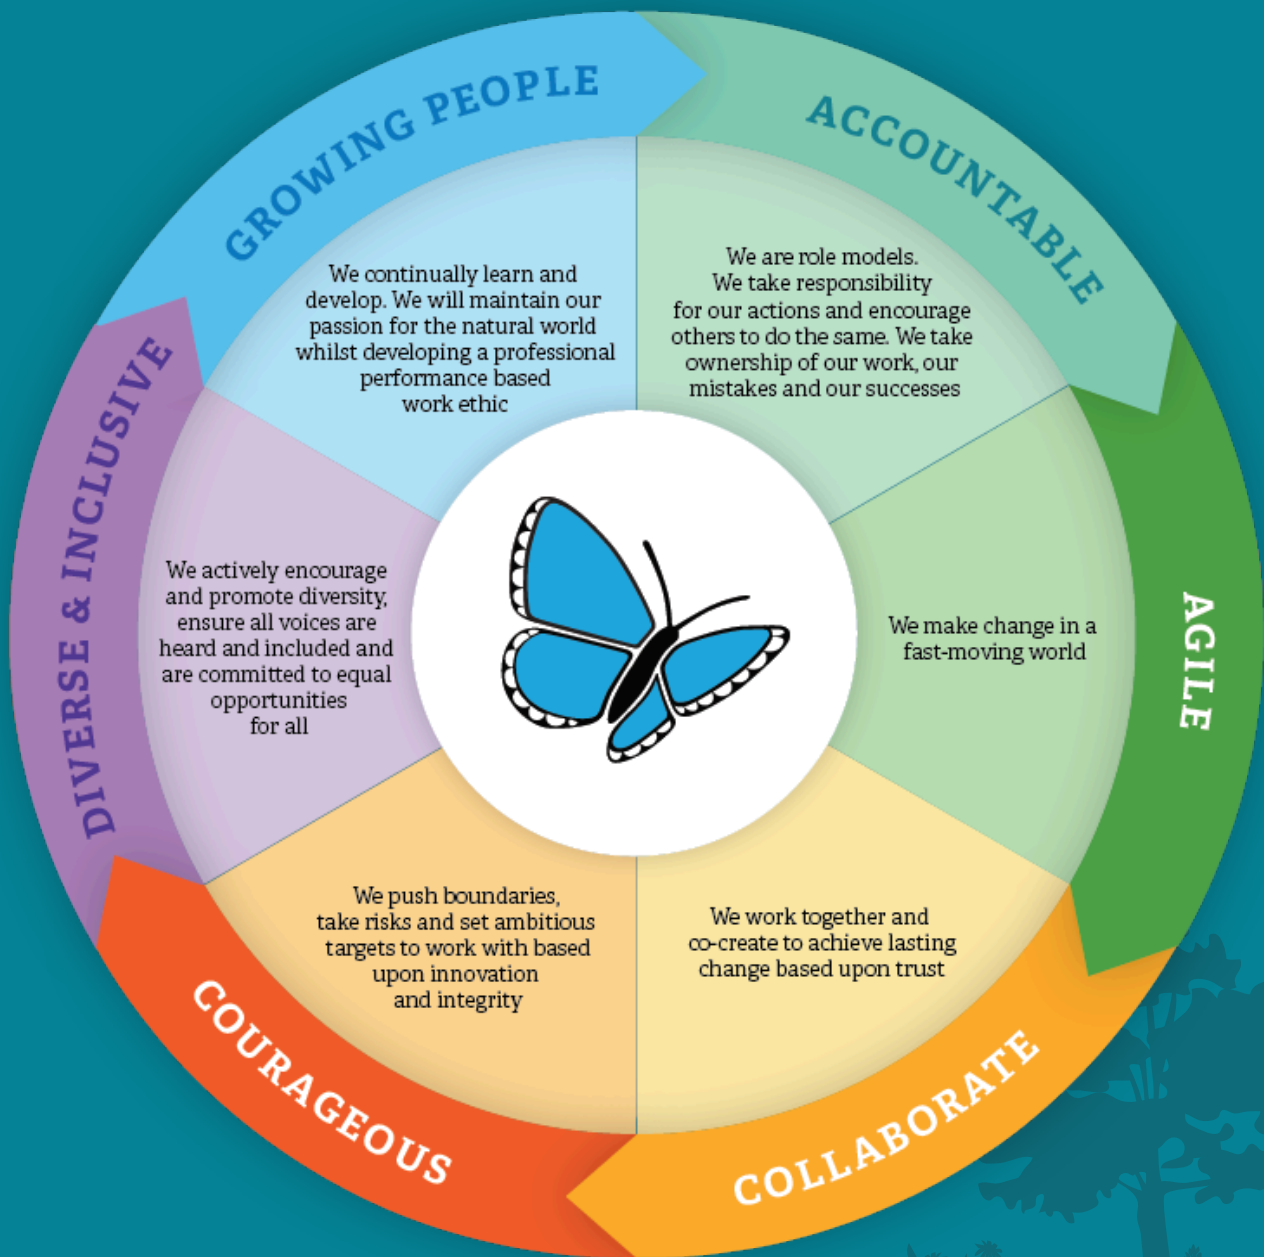 GROWING PEOPLE
We continually learn and
develop. We will maintain our
passion for the natural world
whilst developing a professional
performance based
work ethic
ACCOUNTABLE
We are role models.
We take responsibility
for our actions and encourage
others to do the same. We take
ownership of our work, our
mistakes and our successes
AGILE
We make change in a
fast-moving world
COLLABORATE
We work together and
co-create to achieve lasting
change based upon trust
COURAGEOUS
We push boundaries,
take risks and set ambitious
targets to work with based
upon innovation
and integrity
DIVERSE & INCLUSIVE
We actively encourage
and promote diversity,
ensure all voices are
heard and included and
are committed to equal
opportunities
for all